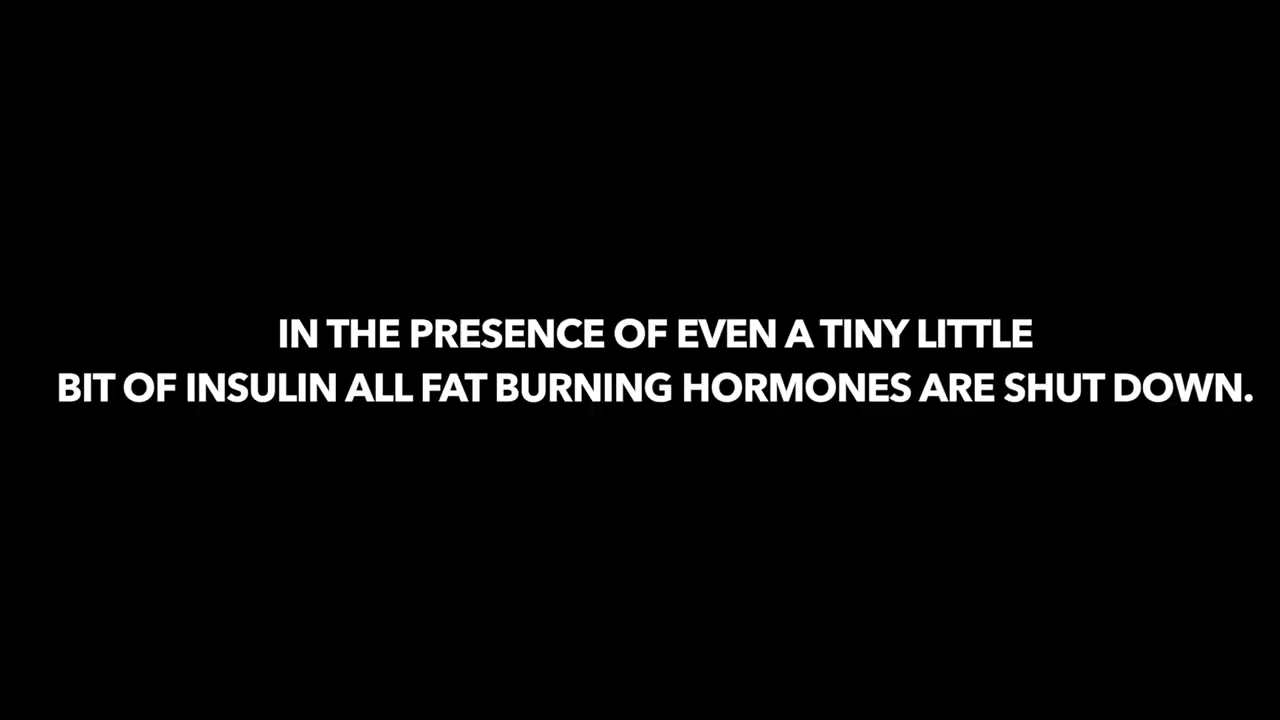 IN THE PRESENCE OF EVEN A TINY LITTLE
BIT OF INSULIN ALL FAT BURNING HORMONES ARE SHUT DOWN.